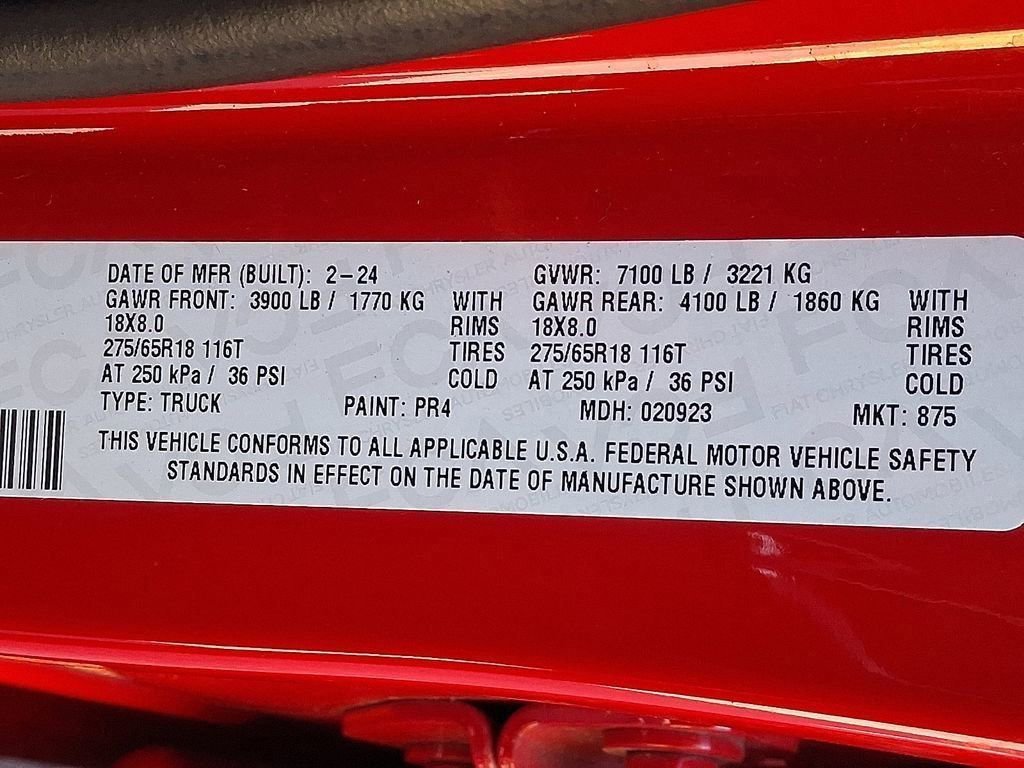 DATE OF MFR (BUILT): 2-24 GVWR: 7100 LB / 3221 KG
GAWR FRONT: 3900 LB / 1770 KG WITH GAWR REAR: 4100 LB / 1860 KG WITH
18X8.0 RIMS 18X8.0 RIMS
275/65R18 116T TIRES 275/65R18 116T TIRES
AT 250 kPa / 36 PSI COLD AT 250 kPa / 36 PSI COLD
TYPE: TRUCK PAINT: PR4 MDH: 020923 MKT: 875
THIS VEHICLE CONFORMS TO ALL APPLICABLE U.S.A. FEDERAL MOTOR VEHICLE SAFETY
STANDARDS IN EFFECT ON THE DATE OF MANUFACTURE SHOWN ABOVE.